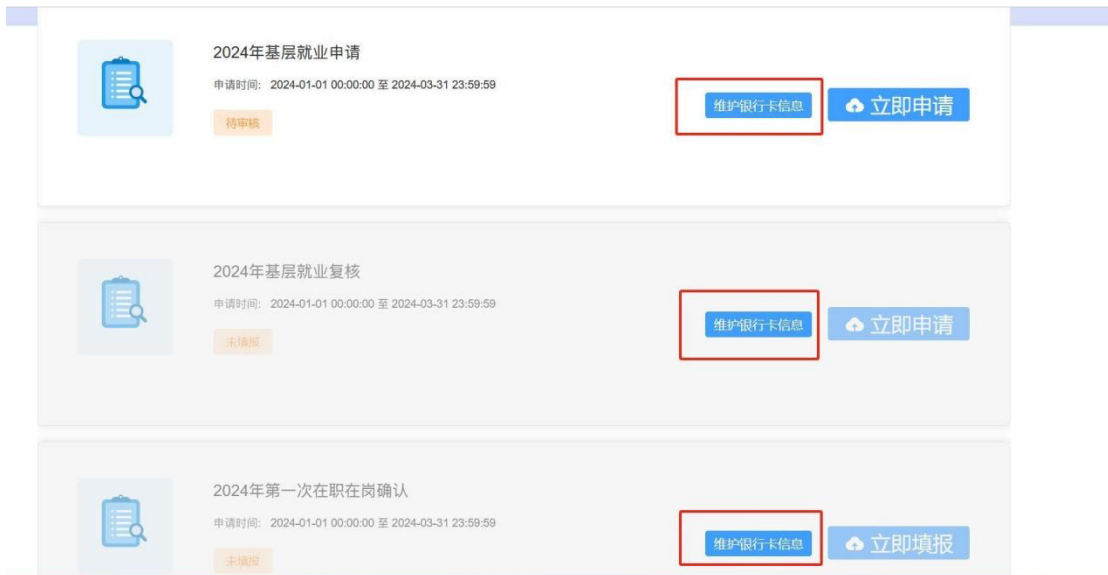 2024年基层就业申请
申请时间: 2024-01-01 00:00:00 至 2024-03-31 23:59:59
待审核
维护银行卡信息
立即申请
2024年基层就业复核
申请时间: 2024-01-01 00:00:00 至 2024-03-31 23:59:59
未填报
维护银行卡信息
立即申请
2024年第一次在职在岗确认
申请时间: 2024-01-01 00:00:00 至 2024-03-31 23:59:59
未填报
维护银行卡信息
立即填报